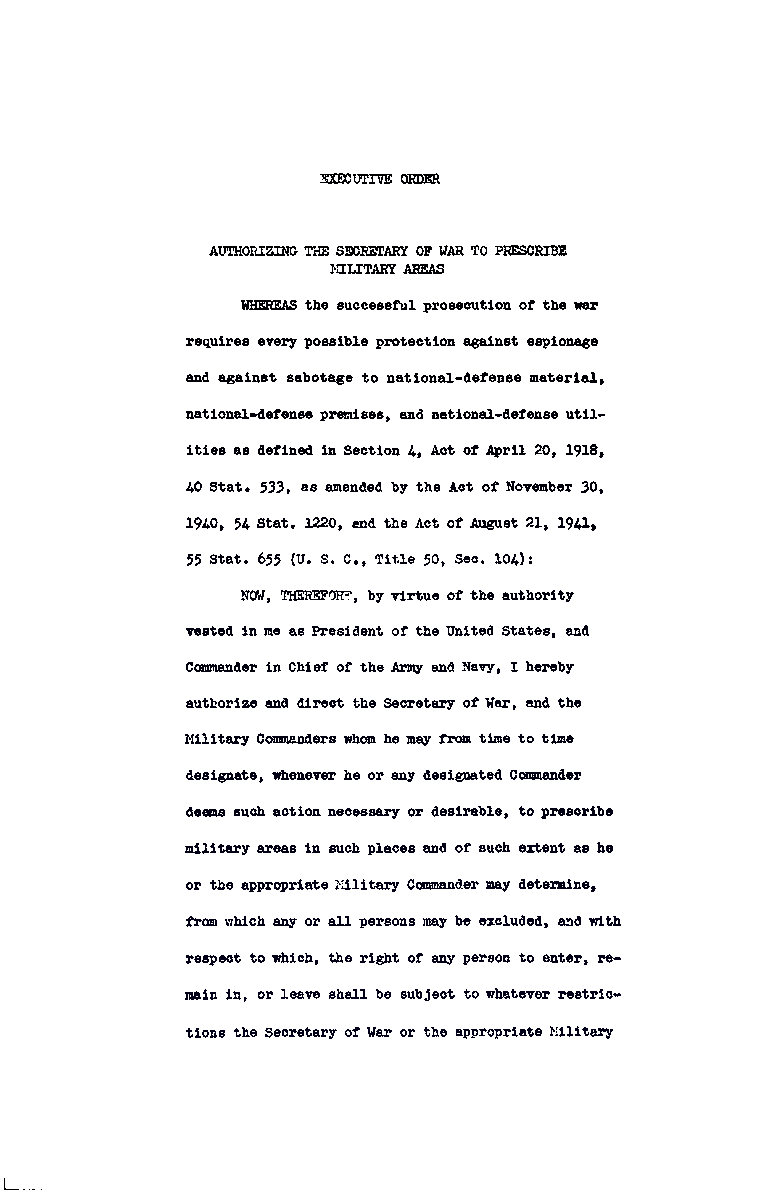 EXECUTIVE ORDER
AUTHORIZING THE SECRETARY OF WAR TO PRESCRIBE
MILITARY AREAS
WHEREAS the successful prosecution of the war
requires every possible protection against espionage
and against sabotage to national-defense material,
national-defense premises, and national-defense util-
ities as defined in Section 4, Act of April 20, 1918,
40 Stat. 533, as amended by the Act of November 30,
1940, 54 Stat. 1220, and the Act of August 21, 1941,
55 Stat. 655 (U. S. C., Title 50, Sec. 104):
NOW, THEREFORE, by virtue of the authority
vested in me as President of the United States, and
Commander in Chief of the Army and Navy, I hereby
authorize and direct the Secretary of War, and the
Military Commanders whom he may from time to time
designate, whenever he or any designated Commander
deems such action necessary or desirable, to prescribe
military areas in such places and of such extent as he
or the appropriate Military Commander may determine,
from which any or all persons may be excluded, and with
respect to which, the right of any person to enter, re-
main in, or leave shall be subject to whatever restric-
tions the Secretary of War or the appropriate Military